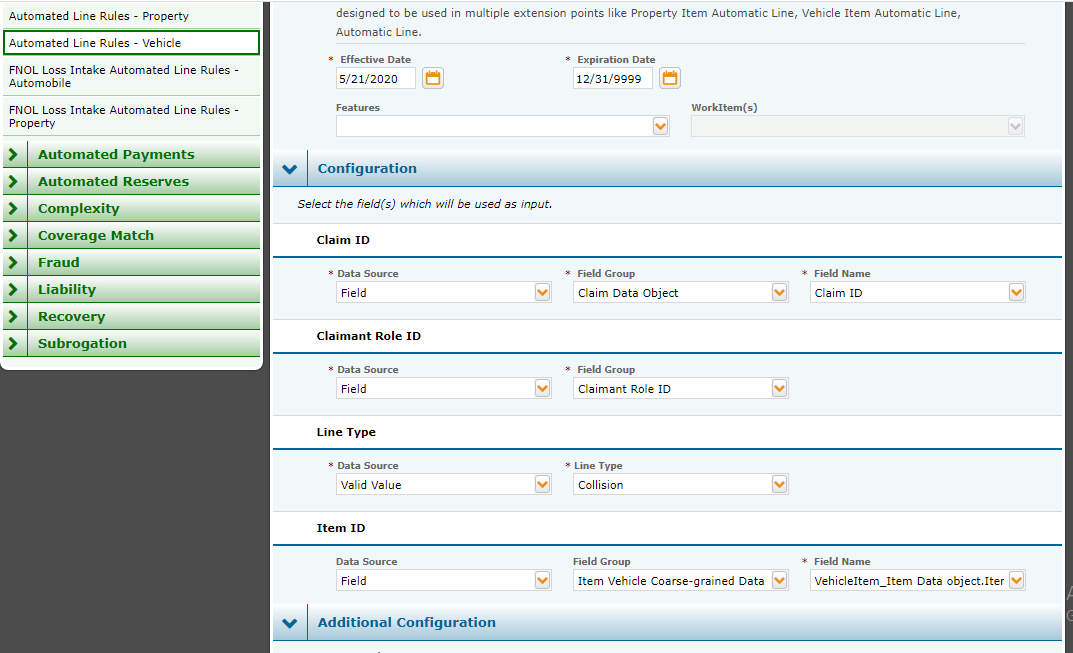 Automated Line Rules - Property
Automated Line Rules - Vehicle
FNOL Loss Intake Automated Line Rules -
Automobile
FNOL Loss Intake Automated Line Rules -
Property
Automated Payments
Automated Reserves
Complexity
Coverage Match
Fraud
Liability
Recovery
Subrogation
designed to be used in multiple extension points like Property Item Automatic Line, Vehicle Item Automatic Line,
Automatic Line.
* Effective Date * Expiration Date
5/21/2020 12/31/9999
Features WorkItem(s)
Configuration
Select the field(s) which will be used as input.
Claim ID
* Data Source * Field Group * Field Name
Field Claim Data Object Claim ID
Claimant Role ID
* Data Source * Field Group
Field Claimant Role ID
Line Type
* Data Source * Line Type
Valid Value Collision
Item ID
Data Source Field Group * Field Name
Field Item Vehicle Coarse-grained Data VehicleItem_Item Data object.Iter
Additional Configuration